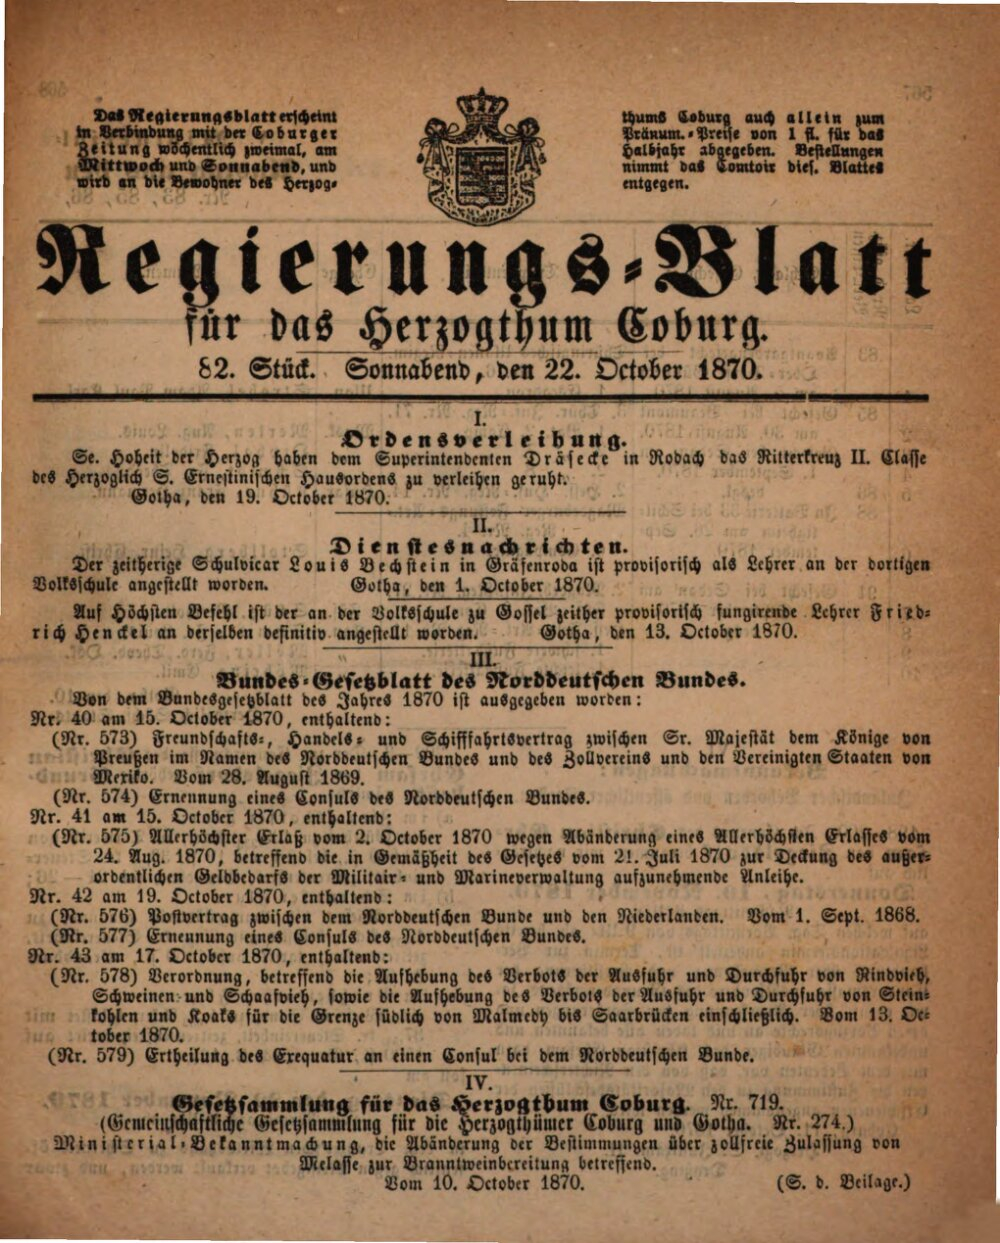 Das Regierungsblatt erscheint
in Verbindung mit der Coburger
Zeitung wöchentlich zweimal, am
Mittwoch und Sonnabend, und
wird an die Bewohner des Herzog-
thums Coburg auch allein zum
Pränum.-Preise von 1 fl. für das
Halbjahr abgegeben. Bestellungen
nimmt das Comtoir dies. Blattes
entgegen.
Regierungs-Blatt
für das Herzogthum Coburg.
82. Stück. Sonnabend, den 22. October 1870.
I.
Ordensverleihung.
Se. Hoheit der Herzog haben dem Superintendenten Dräsecke in Rodach das Ritterkreuz II. Classe
des Herzoglich S. Ernestinischen Hausordens zu verleihen geruht.
Gotha, den 19. October 1870.
II.
Dienstesnachrichten.
Der zeitherige Schulvicar Louis Bechstein in Gräfenroda ist provisorisch als Lehrer an der dortigen
Volksschule angestellt worden. Gotha, den 1. October 1870.
Auf Höchsten Befehl ist der an der Volksschule zu Gossel zeither provisorisch fungirende Lehrer Fried-
rich Henckel an derselben definitiv angestellt worden. Gotha, den 13. October 1870.
III.
Bundes-Gesetzblatt des Norddeutschen Bundes.
Von dem Bundesgesetzblatt des Jahres 1870 ist ausgegeben worden:
Nr. 40 am 15. October 1870, enthaltend:
(Nr. 573) Freundschafts-, Handels- und Schifffahrtsvertrag zwischen Sr. Majestät dem Könige von
Preußen im Namen des Norddeutschen Bundes und des Zollvereins und den Vereinigten Staaten von
Mexiko. Vom 28. August 1869.
(Nr. 574) Ernennung eines Consuls des Norddeutschen Bundes.
Nr. 41 am 15. October 1870, enthaltend:
(Nr. 575) Allerhöchster Erlaß vom 2. October 1870 wegen Abänderung eines Allerhöchsten Erlasses vom
24. Aug. 1870, betreffend die in Gemäßheit des Gesetzes vom 21. Juli 1870 zur Deckung des außer-
ordentlichen Geldbedarfs der Militair- und Marineverwaltung aufzunehmende Anleihe.
Nr. 42 am 19. October 1870, enthaltend:
(Nr. 576) Postvertrag zwischen dem Norddeutschen Bunde und den Niederlanden. Vom 1. Sept. 1868.
(Nr. 577) Ernennung eines Consuls des Norddeutschen Bundes.
Nr. 43 am 17. October 1870, enthaltend:
(Nr. 578) Verordnung, betreffend die Aufhebung des Verbots der Ausfuhr und Durchfuhr von Rindvieh,
Schweinen und Schaafvieh, sowie die Aufhebung des Verbots der Ausfuhr und Durchfuhr von Stein-
kohlen und Koaks für die Grenze südlich von Malmedy bis Saarbrücken einschließlich. Vom 13. Oc-
tober 1870.
(Nr. 579) Ertheilung des Exequatur an einen Consul bei dem Norddeutschen Bunde.
IV.
Gesetzsammlung für das Herzogthum Coburg. Nr. 719.
(Gemeinschaftliche Gesetzsammlung für die Herzogthümer Coburg und Gotha. Nr. 274.)
Ministerial-Bekanntmachung, die Abänderung der Bestimmungen über zollfreie Zulassung von
Melasse zur Branntweinbereitung betreffend.
Vom 10. October 1870. (S. d. Beilage.)